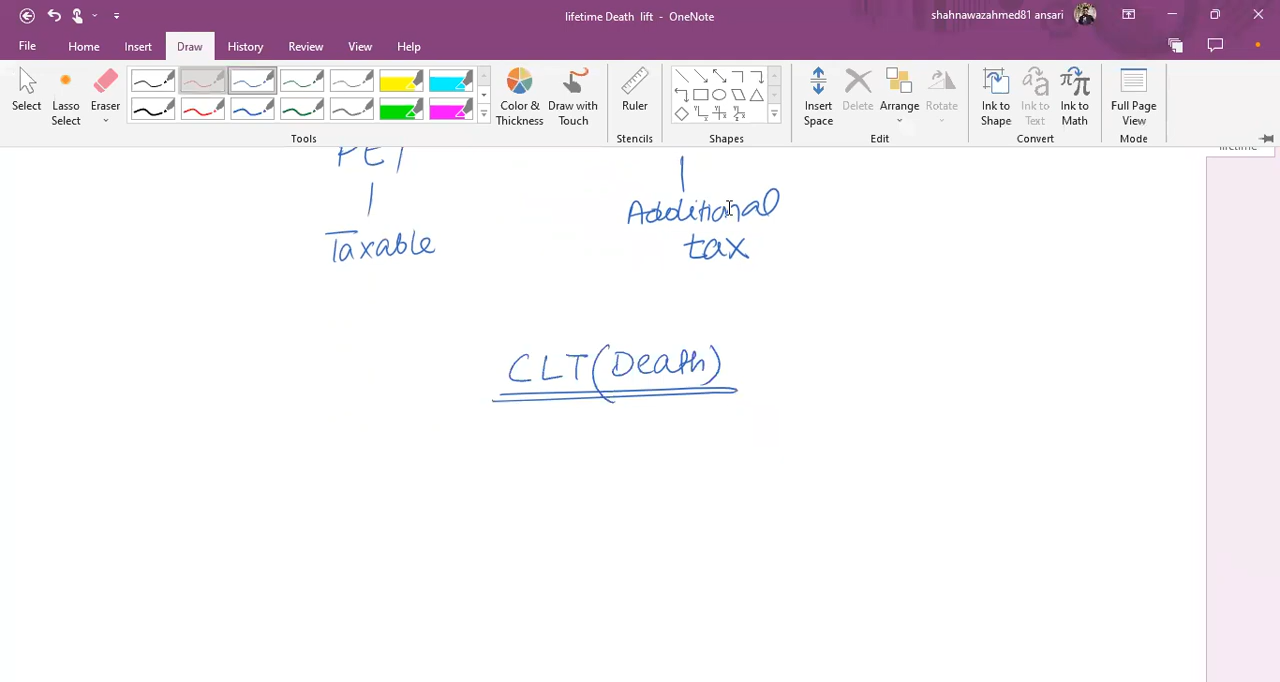 lifetime Death lift - OneNote
shahnawazahmed81 ansari
File Home Insert Draw History Review View Help
Select
Lasso Select
Eraser
Color & Thickness
Draw with Touch
Ruler
Insert Space
Delete
Arrange
Rotate
Ink to Shape
Ink to Text
Ink to Math
Full Page View
Tools
Stencils
Shapes
Edit
Convert
Mode
lifetime
PET
Additional
tax
Taxable
CLT(Death)